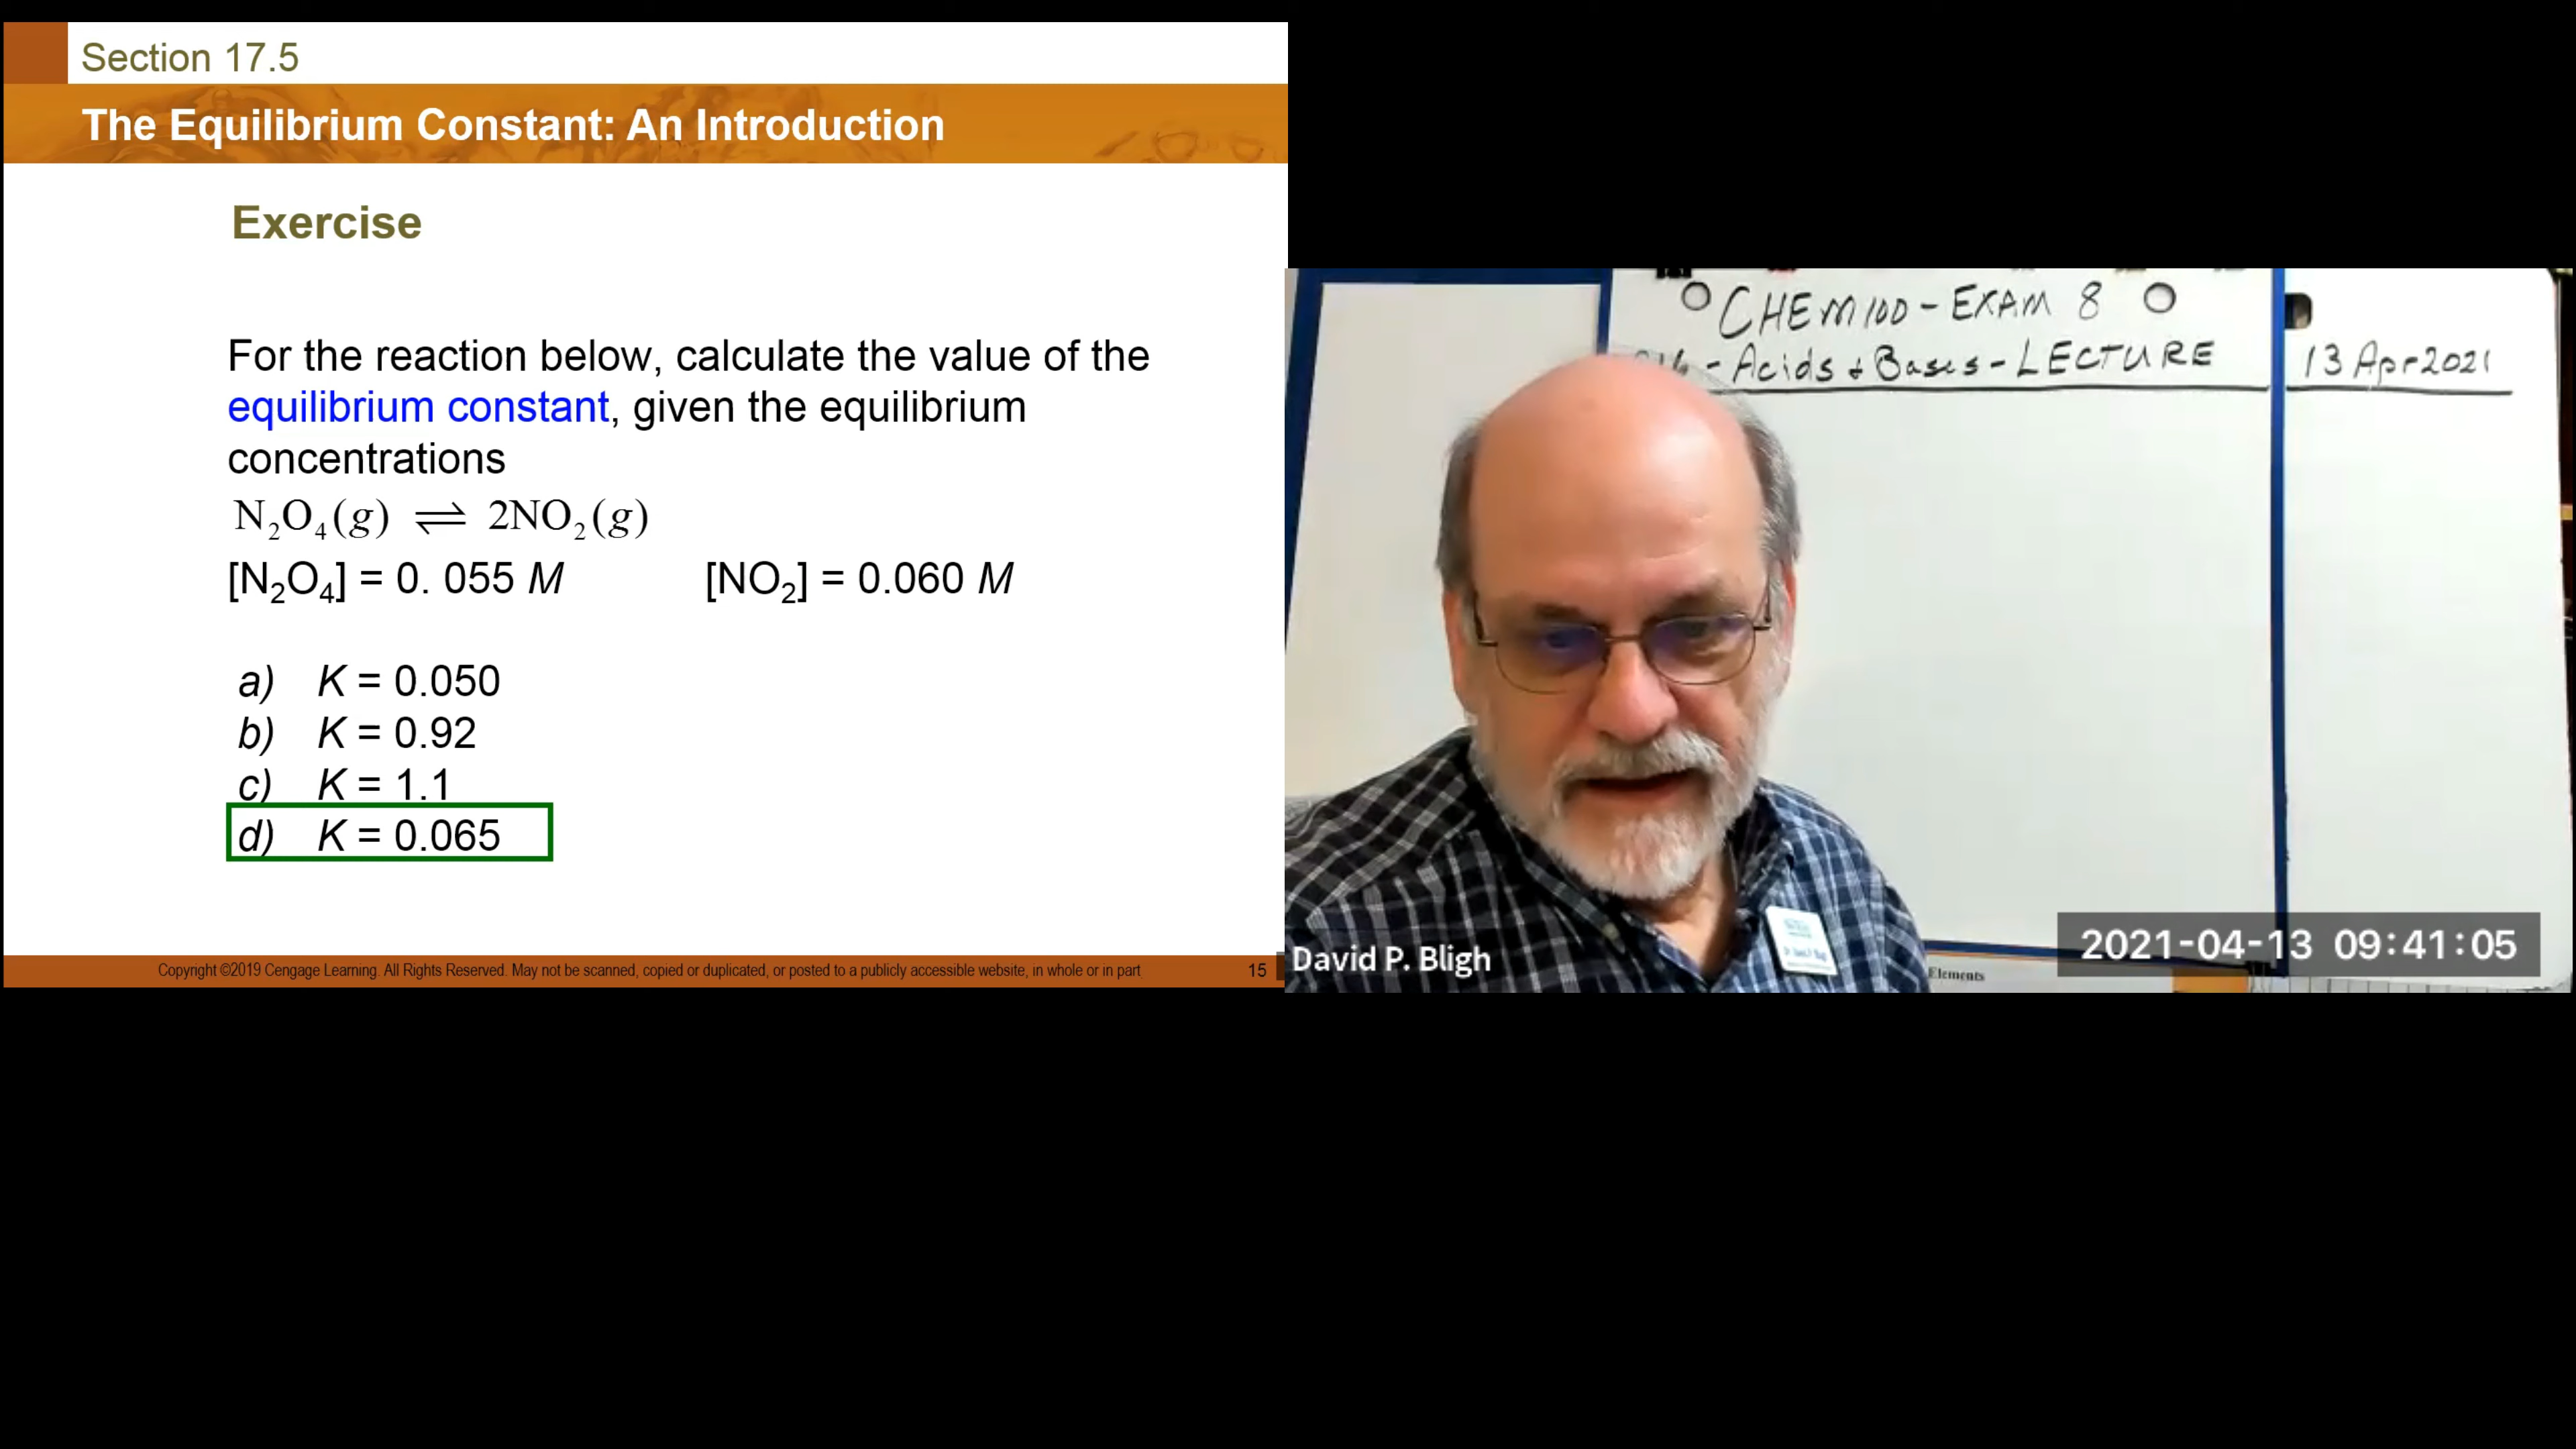 Section 17.5
The Equilibrium Constant: An Introduction
Exercise
For the reaction below, calculate the value of the
equilibrium constant, given the equilibrium
concentrations
N₂O₄(g) ⇌ 2NO₂(g)
[N₂O₄] = 0. 055 M [NO₂] = 0.060 M
a) K = 0.050
b) K = 0.92
c) K = 1.1
d) K = 0.065
Copyright ©2019 Cengage Learning. All Rights Reserved. May not be scanned, copied or duplicated, or posted to a publicly accessible website, in whole or in part
15
CHEM 100 - EXAM 8
- Acids + Bases - LECTURE
13 Apr 2021
David P. Bligh
2021-04-13 09:41:05
Elements